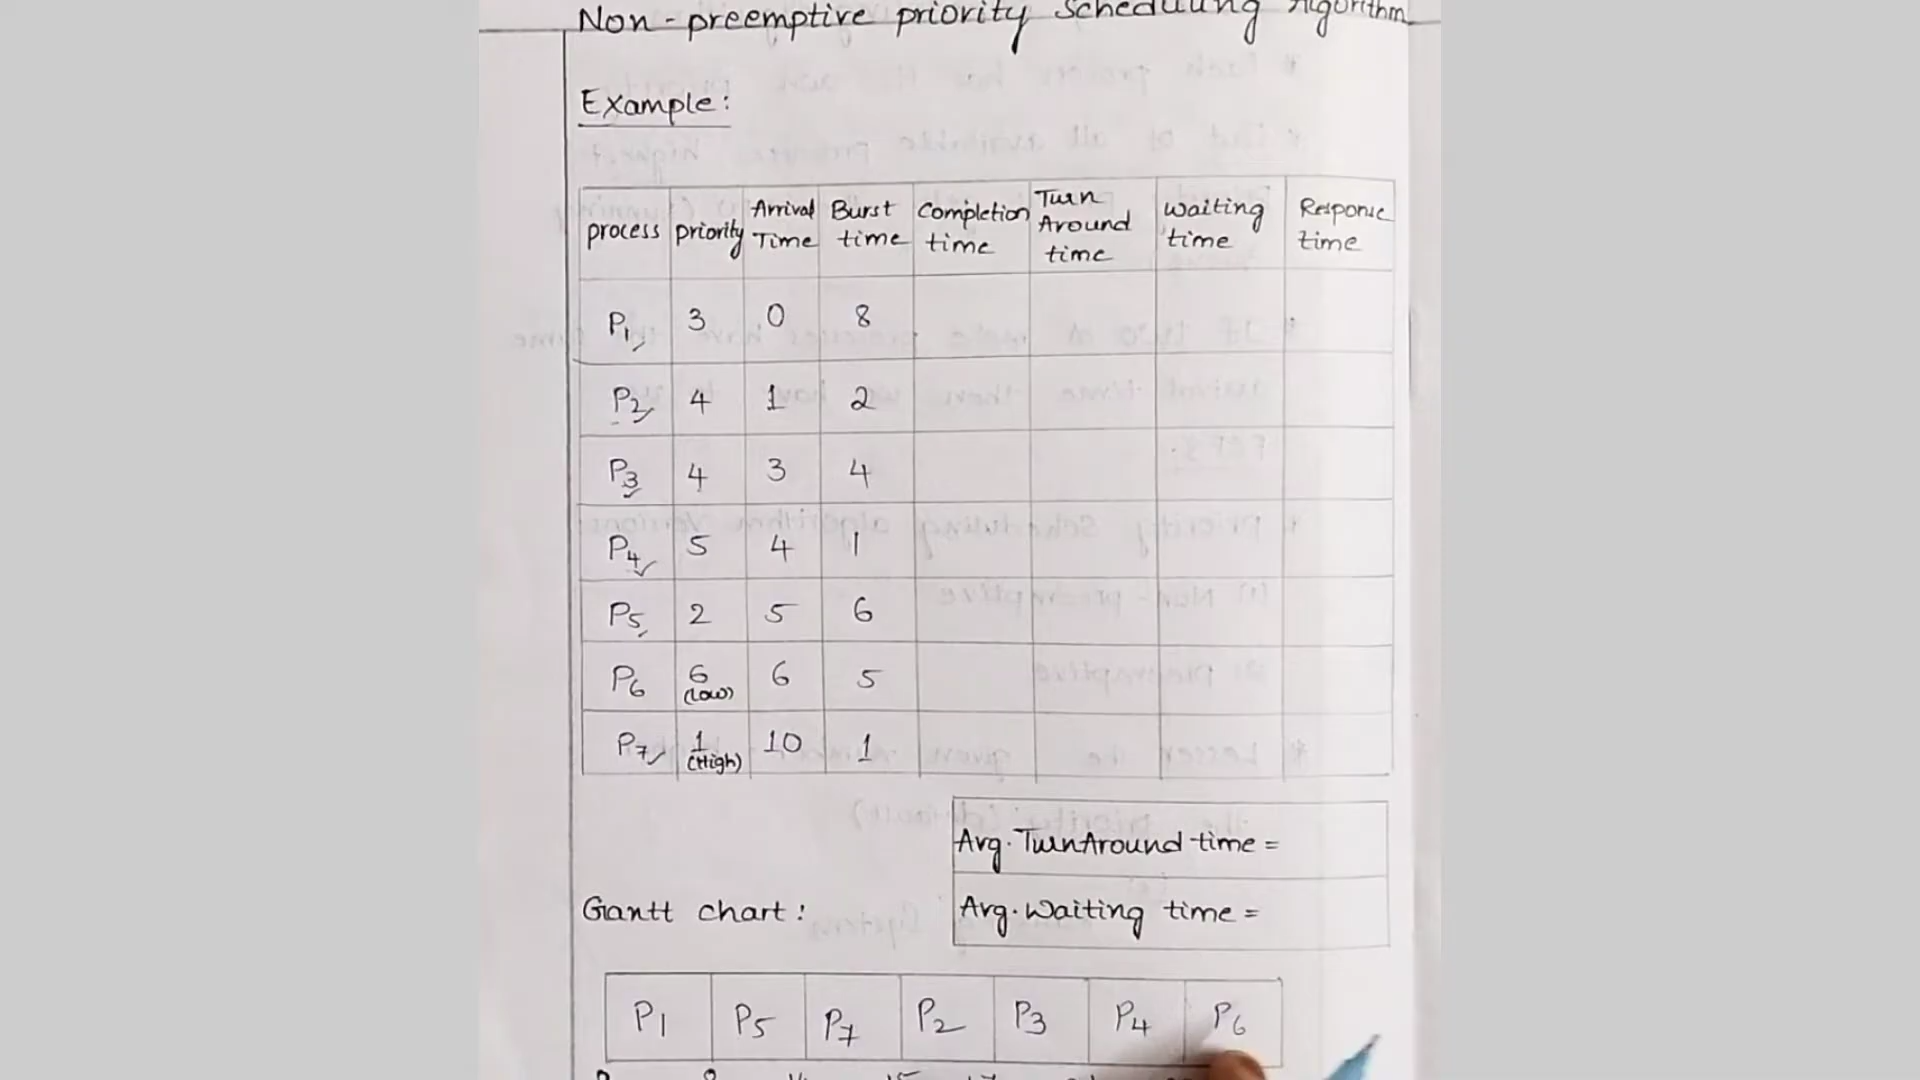 Non-preemptive priority Scheduling Algorithm
Example:
process priority Arrival Time Burst time Completion time Turn Around time Waiting time Response time
P1 3 0 8
P2 4 1 2
P3 4 3 4
P4 5 4 1
P5 2 5 6
P6 6 (Low) 6 5
P7 1 (High) 10 1
Avg. TurnAround time =
Gantt chart:
Avg. Waiting time =
P1 P5 P7 P2 P3 P4 P6